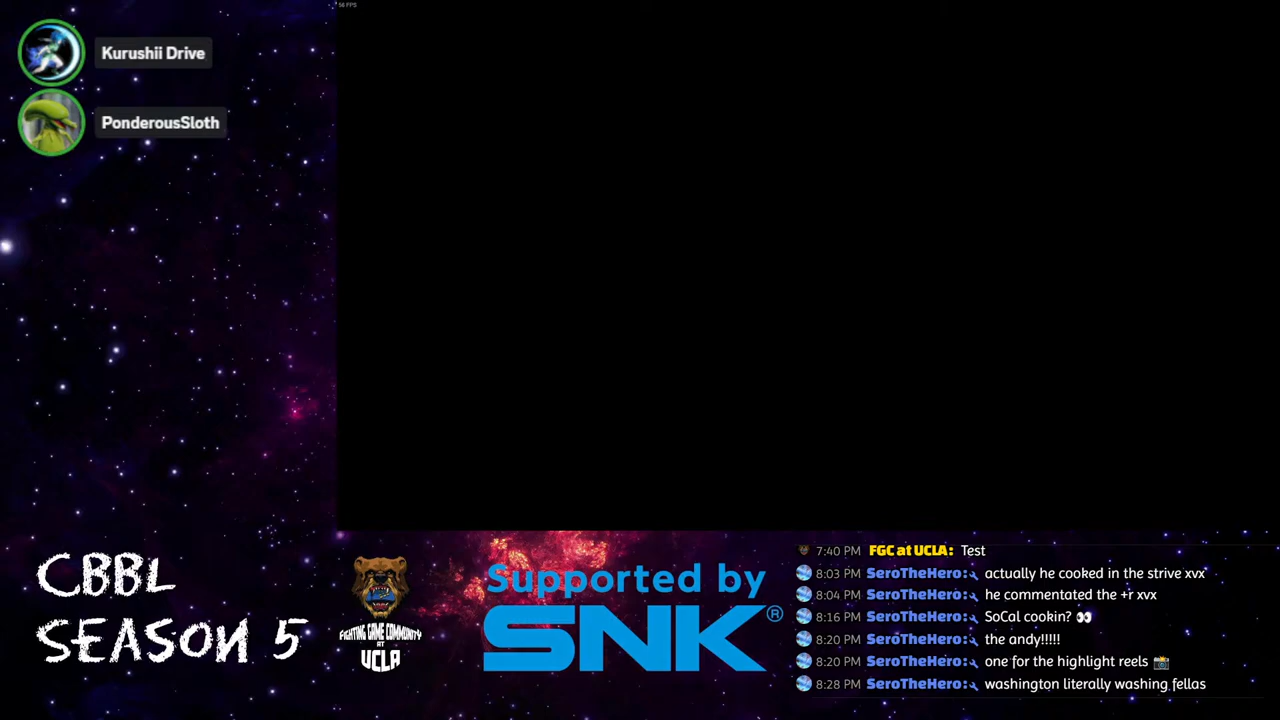 56 FPS
Kurushii Drive
PonderousSloth
CBBL
SEASON 5
FIGHTING GAME COMMUNITY
AT
UCLA
Supported by
SNK®
7:40 PM FGC at UCLA: Test
8:03 PM SeroTheHero: actually he cooked in the strive xvx
8:04 PM SeroTheHero: he commentated the +r xvx
8:16 PM SeroTheHero: SoCal cookin? 👀
8:20 PM SeroTheHero: the andy!!!!!
8:20 PM SeroTheHero: one for the highlight reels 📸
8:28 PM SeroTheHero: washington literally washing fellas